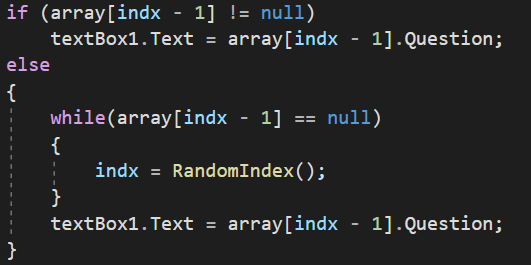 if (array[indx - 1] != null)
    textBox1.Text = array[indx - 1].Question;
else
{
    while(array[indx - 1] == null)
    {
        indx = RandomIndex();
    }
    textBox1.Text = array[indx - 1].Question;
}